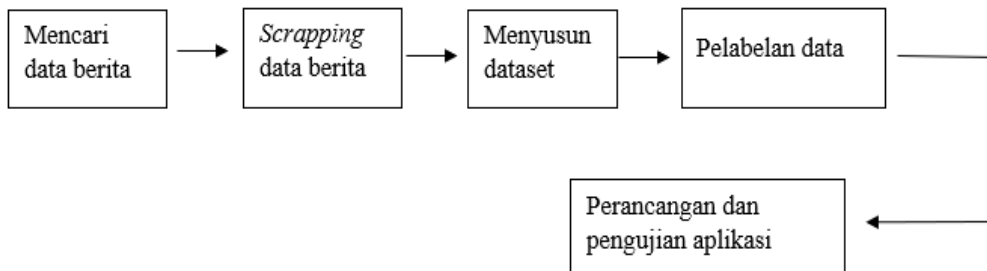 Mencari
data berita
Scrapping
data berita
Menyusun
dataset
Pelabelan data
Perancangan dan
pengujian aplikasi